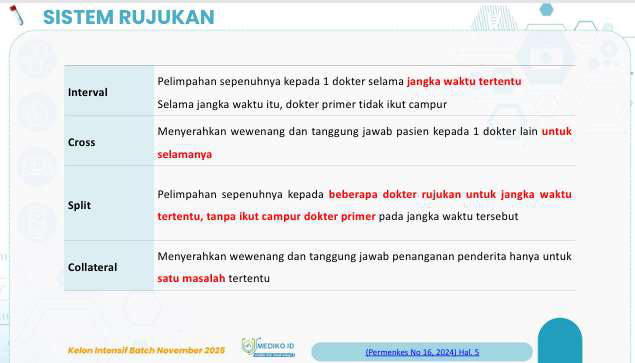 SISTEM RUJUKAN
Interval
Pelimpahan sepenuhnya kepada 1 dokter selama jangka waktu tertentu
Selama jangka waktu itu, dokter primer tidak ikut campur
Cross
Menyerahkan wewenang dan tanggung jawab pasien kepada 1 dokter lain untuk
selamanya
Split
Pelimpahan sepenuhnya kepada beberapa dokter rujukan untuk jangka waktu
tertentu, tanpa ikut campur dokter primer pada jangka waktu tersebut
Collateral
Menyerahkan wewenang dan tanggung jawab penanganan penderita hanya untuk
satu masalah tertentu
Kelon Intensif Batch November 2025
MEDIKO.ID
(Permenkes No 16, 2024) Hal. 5